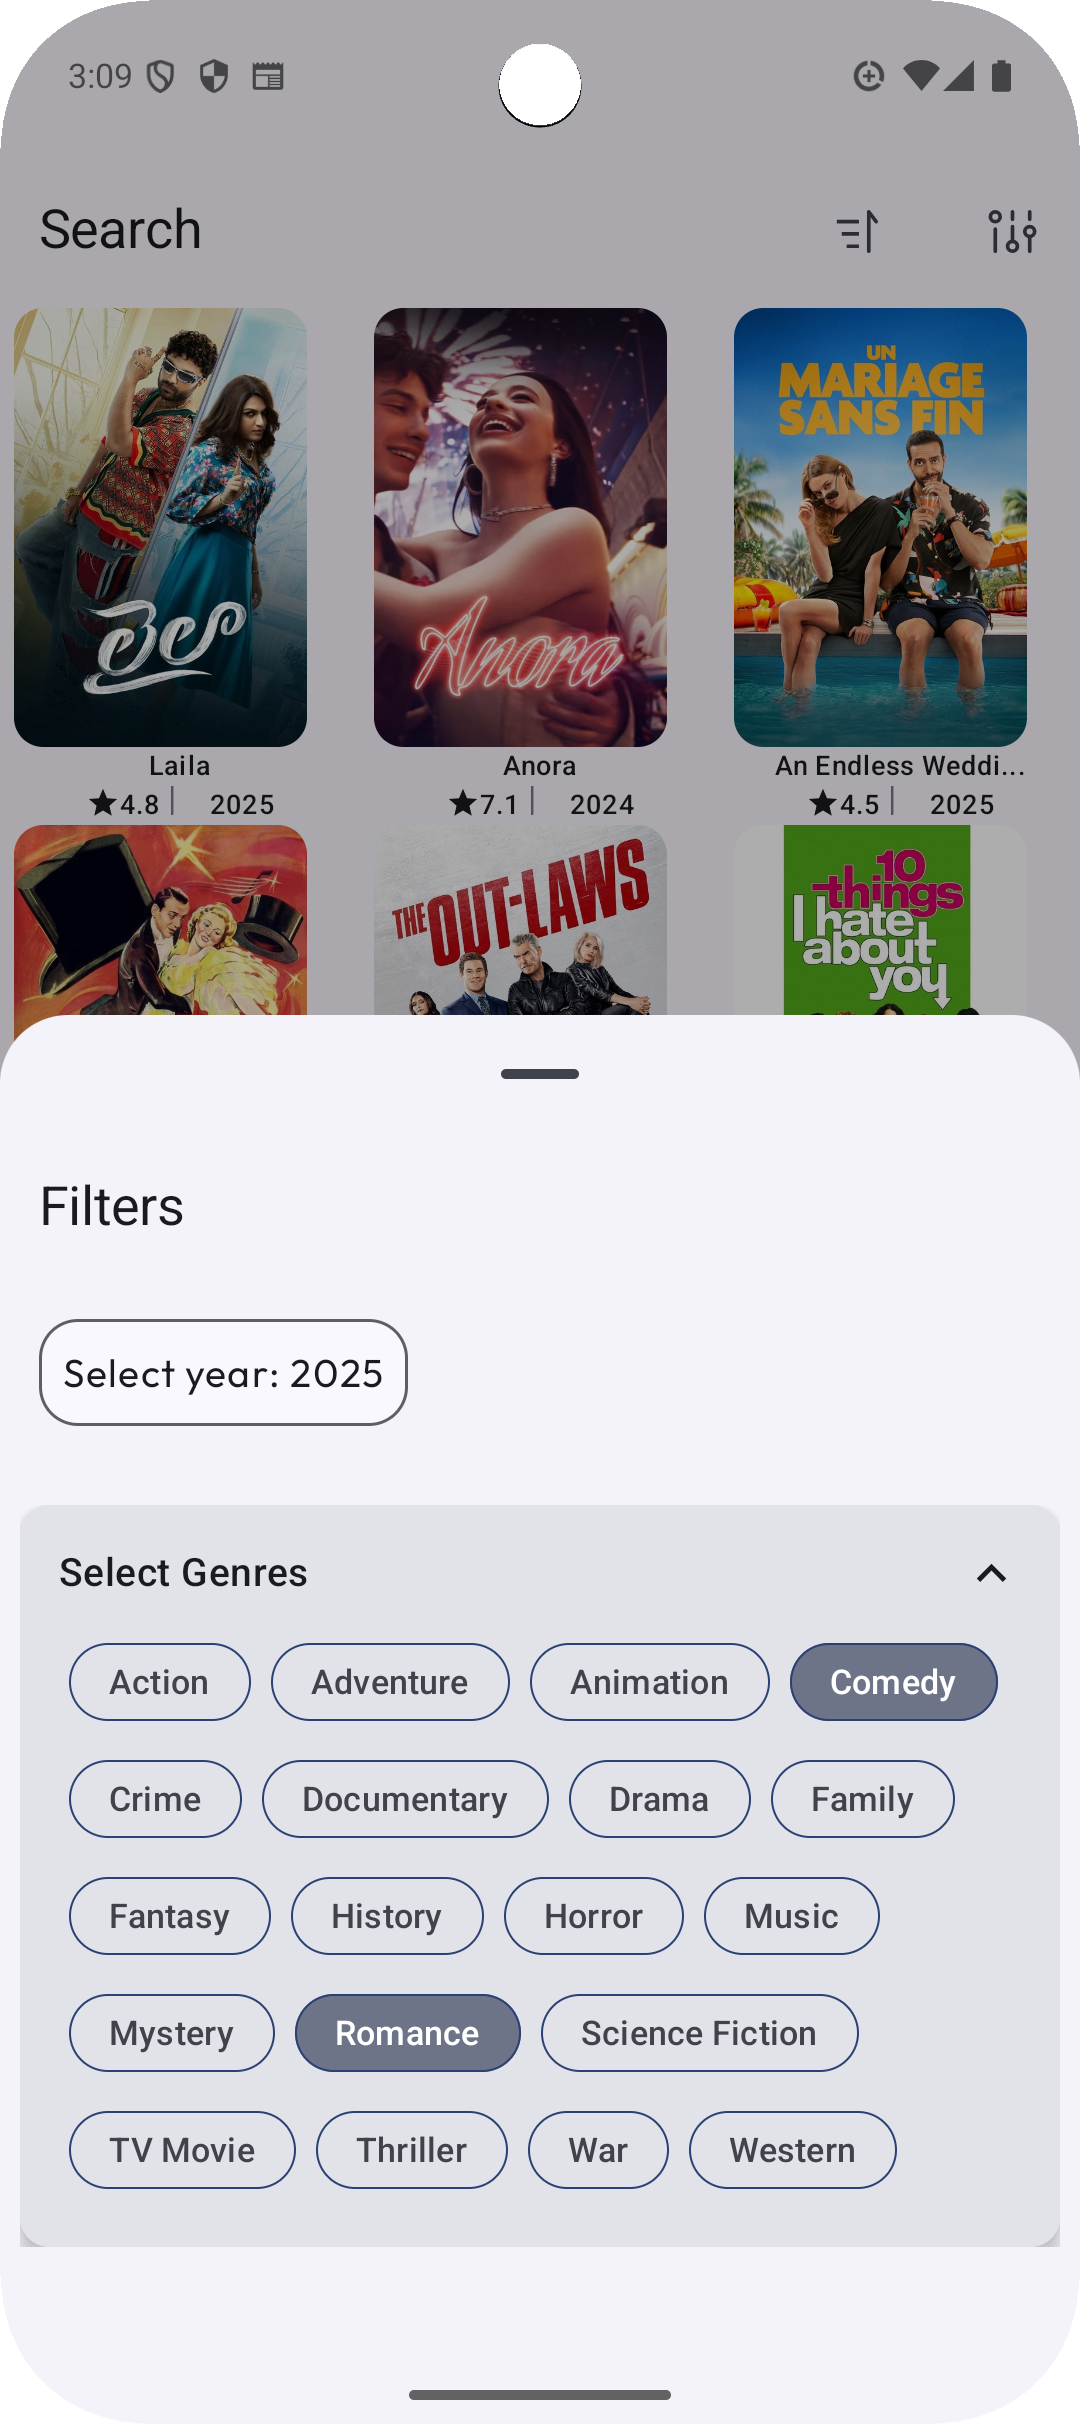 3:09
Search
లైలా
Anora
UN
MARIAGE
SANS FIN
Laila
4.8 | 2025
Anora
7.1 | 2024
An Endless Weddi...
4.5 | 2025
THE OUT-LAWS
10
things
I hate
about
you
Filters
Select year: 2025
Select Genres
Action
Adventure
Animation
Comedy
Crime
Documentary
Drama
Family
Fantasy
History
Horror
Music
Mystery
Romance
Science Fiction
TV Movie
Thriller
War
Western